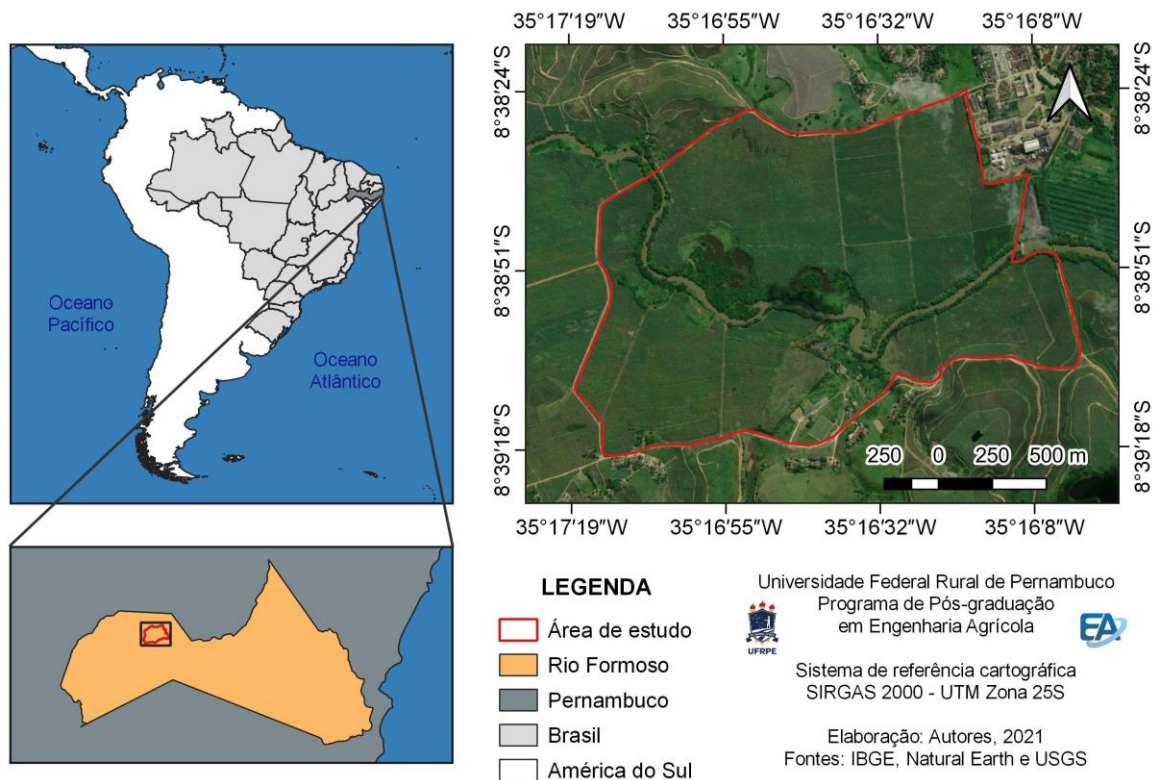 Oceano
Pacífico
Oceano
Atlântico
35°17'19"W
35°16'55"W
35°16'32"W
35°16'8"W
8°38'24"S
8°38'24"S
8°38'51"S
8°38'51"S
8°39'18"S
8°39'18"S
250 0 250 500 m
35°17'19"W
35°16'55"W
35°16'32"W
35°16'8"W
LEGENDA
Área de estudo
Rio Formoso
Pernambuco
Brasil
América do Sul
Universidade Federal Rural de Pernambuco
Programa de Pós-graduação
em Engenharia Agrícola
UFRPE
EA
Sistema de referência cartográfica
SIRGAS 2000 - UTM Zona 25S
Elaboração: Autores, 2021
Fontes: IBGE, Natural Earth e USGS